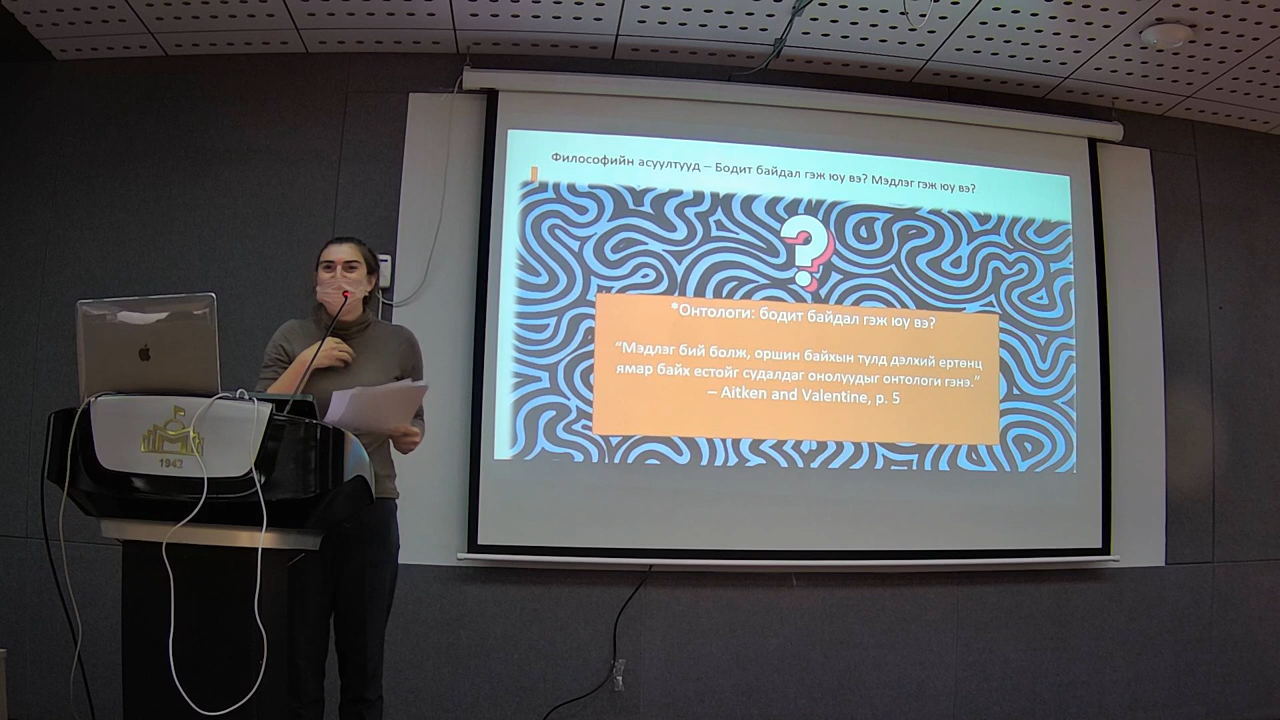 Философийн асуултууд – Бодит байдал гэж юу вэ? Мэдлэг гэж юу вэ?
?
*Онтологи: бодит байдал гэж юу вэ?
“Мэдлэг бий болж, оршин байхын тулд дэлхий ертөнц
ямар байх естойг судалдаг онолуудыг онтологи гэнэ.”
– Aitken and Valentine, p. 5
1942